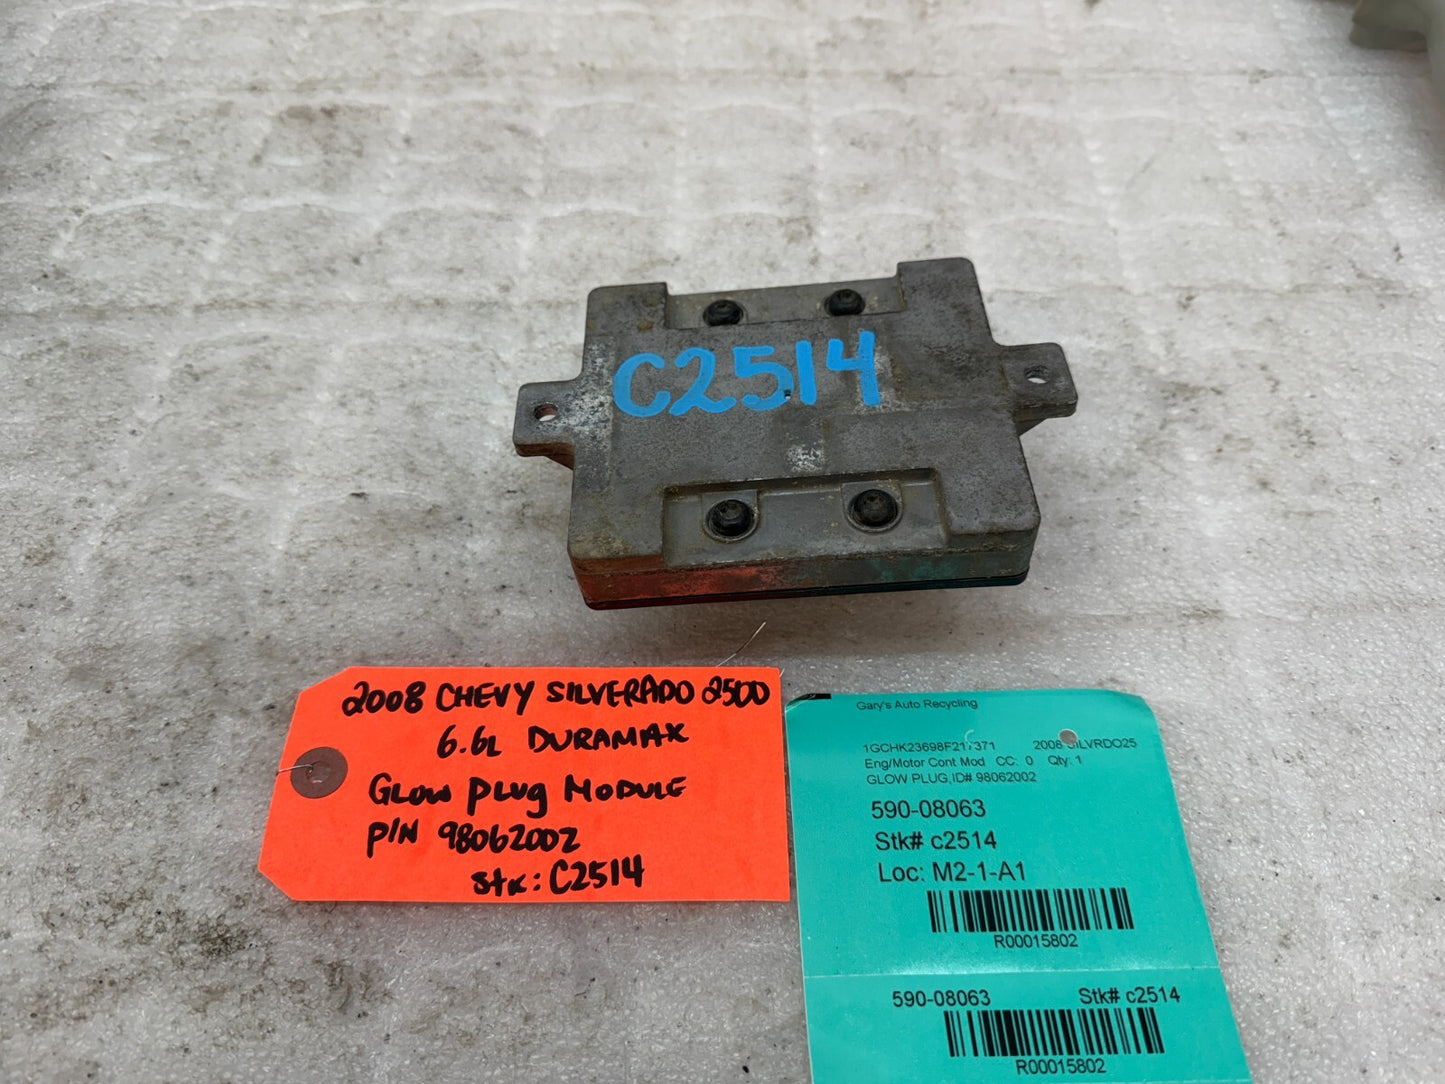 C2514
2008 CHEVY SILVERADO 2500
6.6L DURAMAX
GLOW PLUG MODULE
P/N 98062002
STK: C2514
Gary's Auto Recycling
2008
Eng/Motor Cont Mod CC: 0 Qty: 1
GLOW PLUG,ID# 98062002
590-08063
Stk# c2514
Loc: M2-1-A1
R00015802
590-08063 Stk# c2514
R00015802